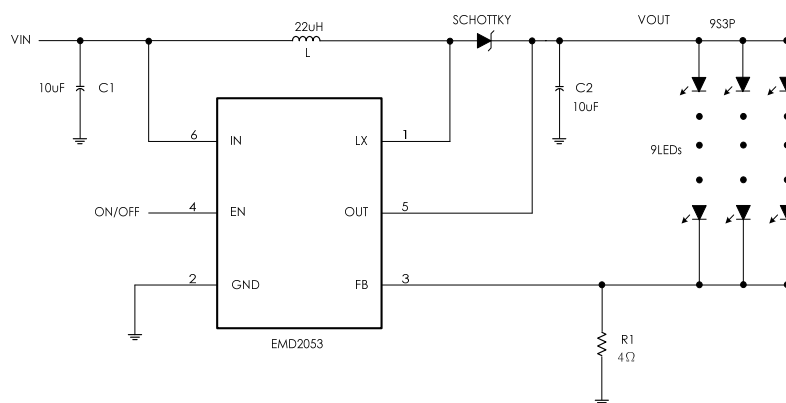 SCHOTTKY
22uH
VOUT
9S3P
VIN
L
10uF
C1
C2
10uF
6
IN
LX
1
9LEDs
ON/OFF
4
EN
OUT
5
2
GND
FB
3
R1
4Ω
EMD2053